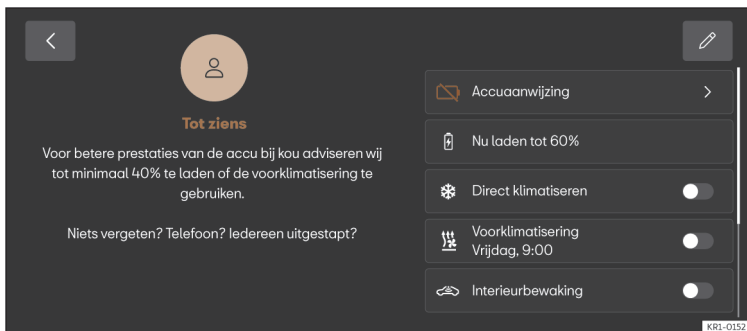 Tot ziens
Voor betere prestaties van de accu bij kou adviseren wij
tot minimaal 40% te laden of de voorklimatisering te
gebruiken.
Niets vergeten? Telefoon? Iedereen uitgestapt?
Accuaanwijzing
Nu laden tot 60%
Direct klimatiseren
Voorklimatisering
Vrijdag, 9:00
Interieurbewaking
KR1-0152